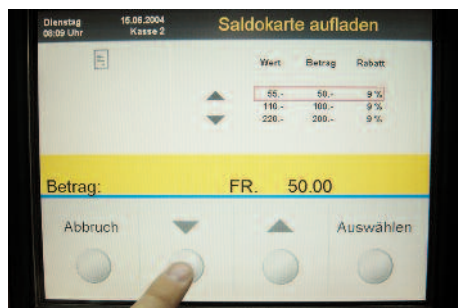 Dienstag 15.06.2004 Saldokarte aufladen
06:09 Uhr Kasse 2
Wert Betrag Rabatt
55.- 50.- 9 %
110.- 100.- 9 %
220.- 200.- 9 %
Betrag: FR. 50.00
Abbruch Auswählen